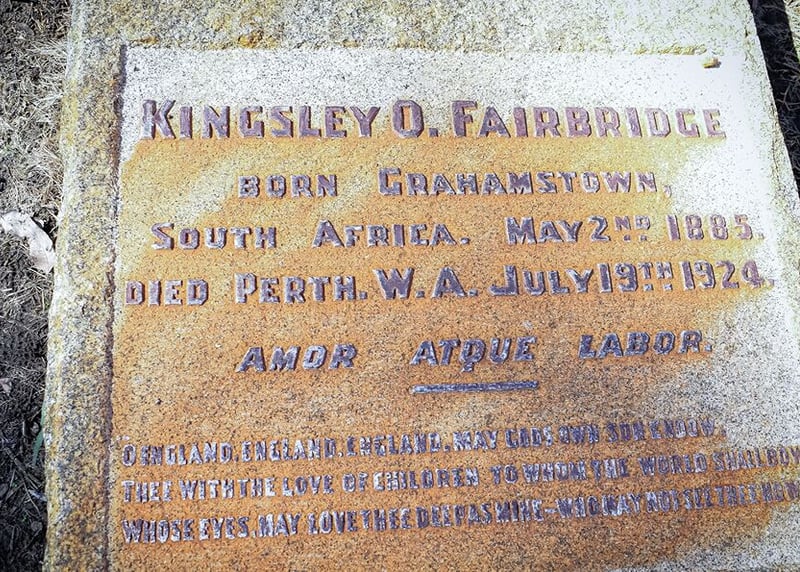 KINGSLEY O. FAIRBRIDGE
BORN GRAHAMSTOWN,
SOUTH AFRICA. MAY 2ND 1885.
DIED PERTH. W.A. JULY 19TH 1924.
AMOR ATQUE LABOR.
O ENGLAND, ENGLAND, ENGLAND, MAY GODS OWN SON ENDOW,
THEE WITH THE LOVE OF CHILDREN TO WHOM THE WORLD SHALL BOW
WHOSE EYES, MAY LOVE THEE DEEP AS MINE—WHO MAY NOT SEE THEE NOW